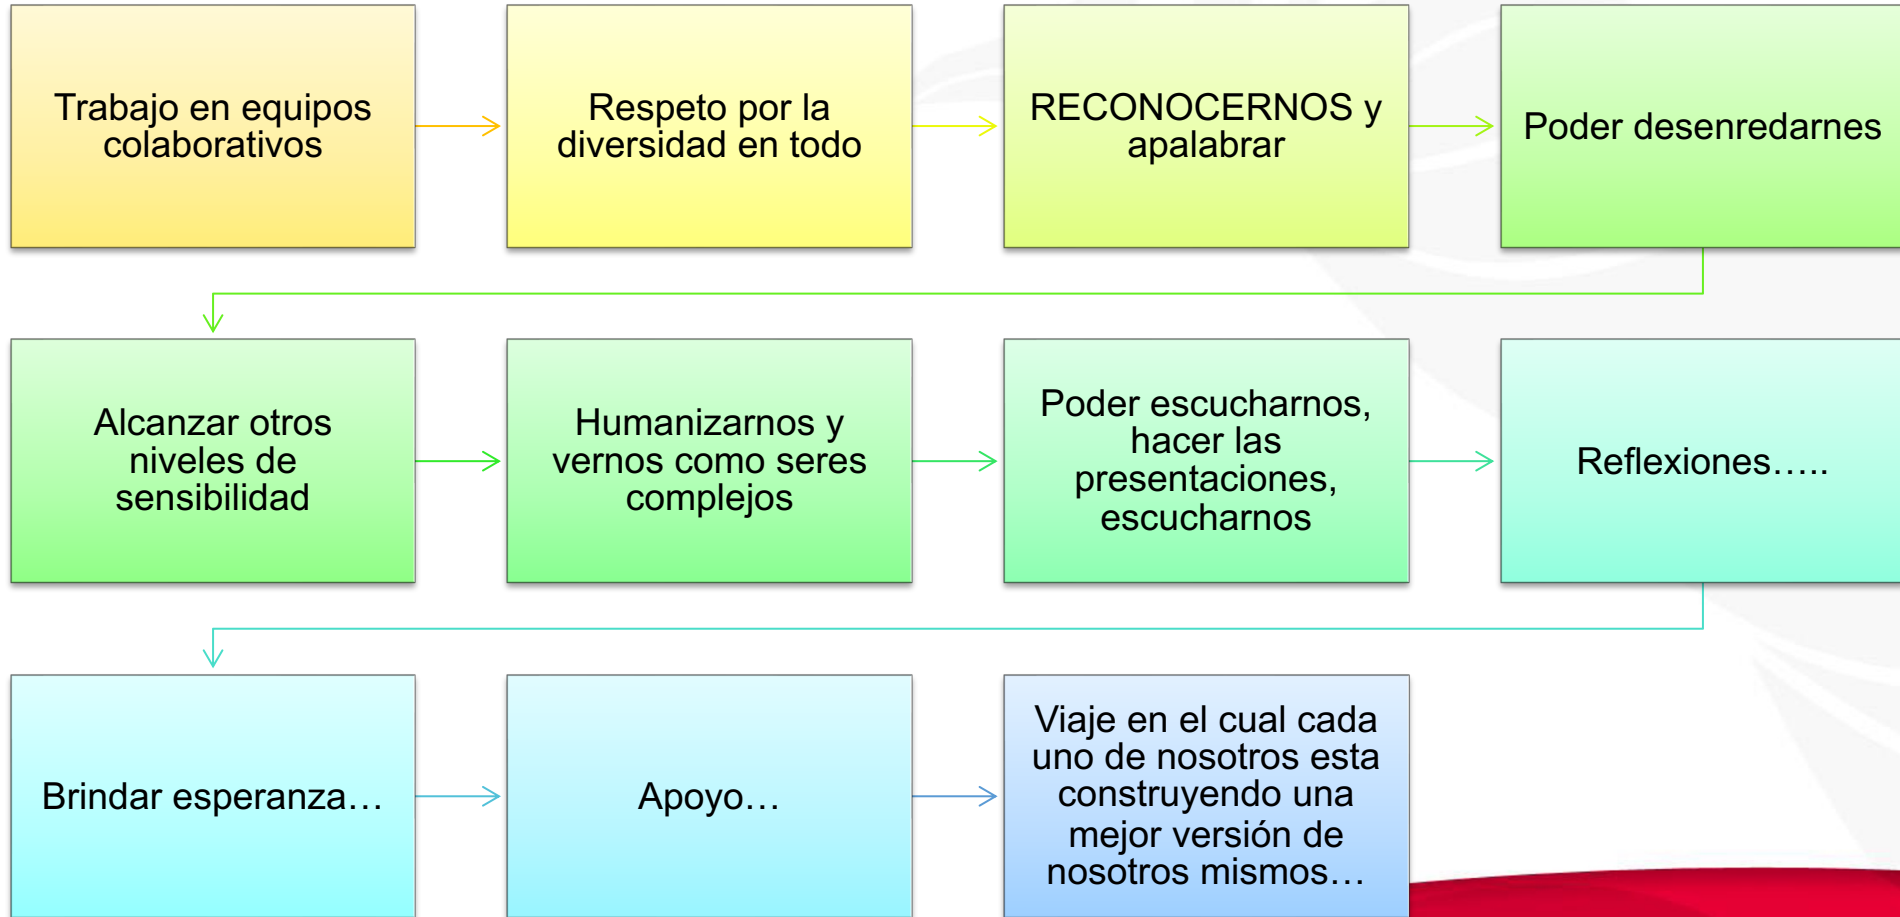 Trabajo en equipos
colaborativos
Respeto por la
diversidad en todo
RECONOCERNOS y
apalabrar
Poder desenredarnes
Alcanzar otros
niveles de
sensibilidad
Humanizarnos y
vernos como seres
complejos
Poder escucharnos,
hacer las
presentaciones,
escucharnos
Reflexiones…..
Brindar esperanza…
Apoyo…
Viaje en el cual cada
uno de nosotros esta
construyendo una
mejor versión de
nosotros mismos…